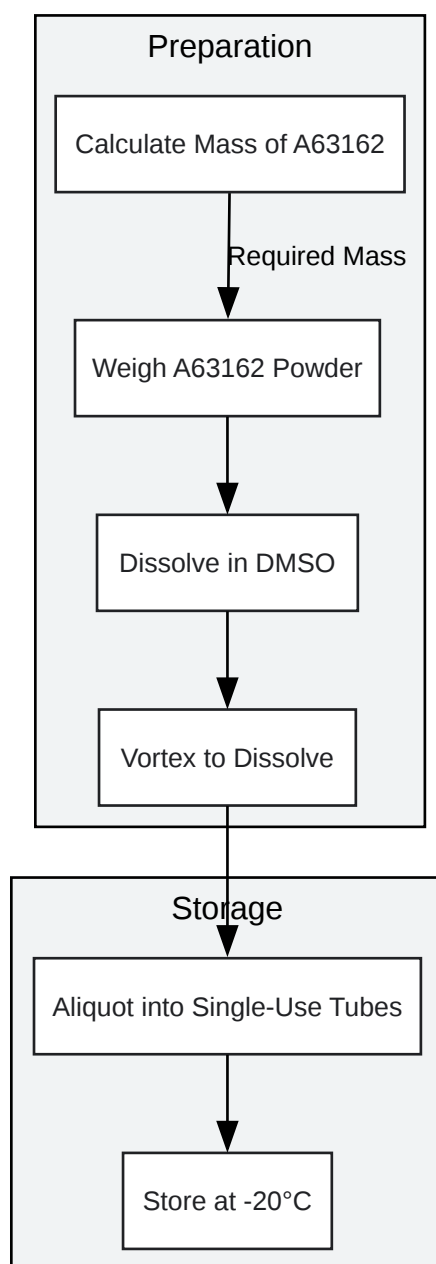 Preparation
Calculate Mass of A63162
Required Mass
Weigh A63162 Powder
Dissolve in DMSO
Vortex to Dissolve
Storage
Aliquot into Single-Use Tubes
Store at -20°C